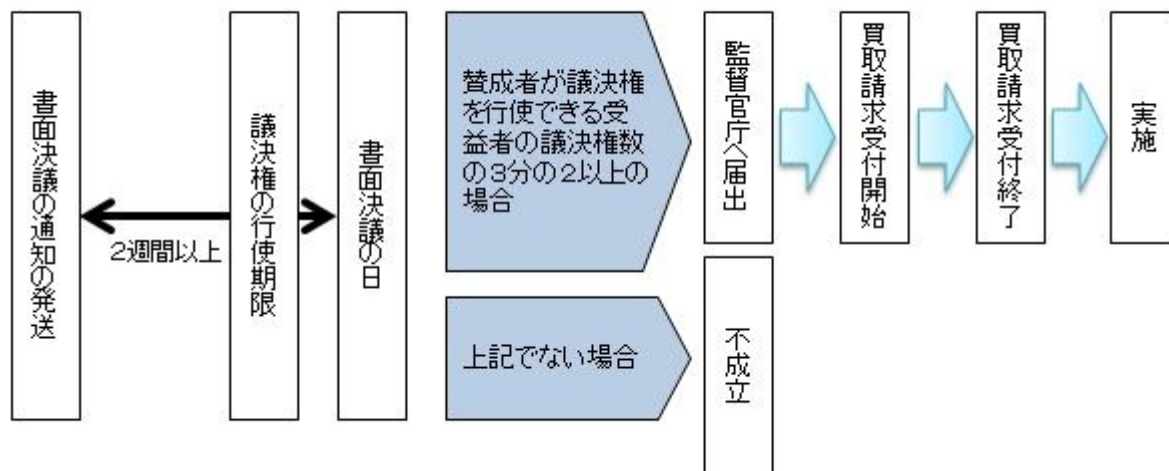 書面決議の通知の発送
2週間以上
議決権の行使期限
書面決議の日
賛成者が議決権
を行使できる受
益者の議決権数
の3分の2以上の
場合
監督官庁へ届出
買取請求受付開始
買取請求受付終了
実施
上記でない場合
不成立